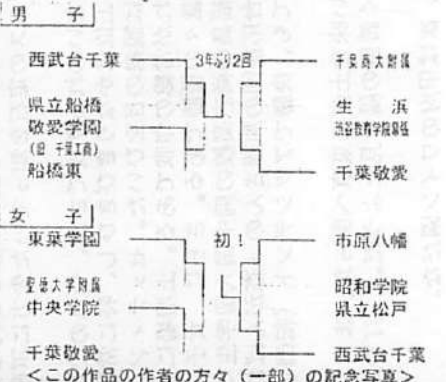 男　子
西武台千葉　3年ぶり2回　千葉商大附属
県立船橋　生　浜
敬愛学園　渋谷教育学院幕張
(旧 千葉工商)
船橋東　千葉敬愛
女　子
東葉学園　初！　市原八幡
聖徳大学附属　昭和学院
中央学院　県立松戸
千葉敬愛　西武台千葉
<この作品の作者の方々（一部）の記念写真>